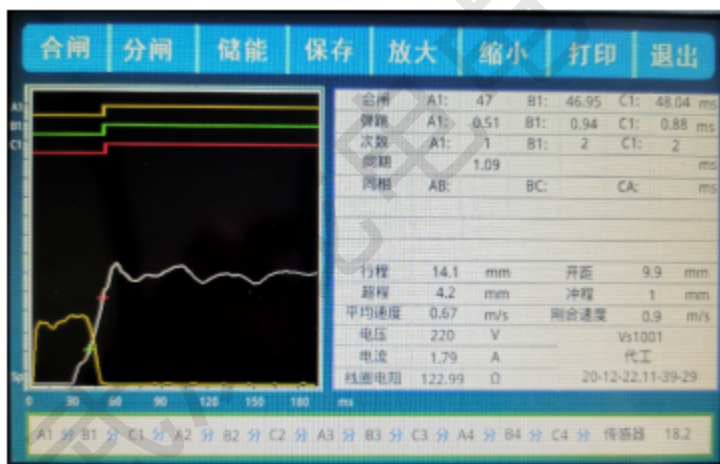 合闸 分闸 储能 保存 放大 缩小 打印 退出
A1
B1
C1
合闸 A1: 47 B1: 46.95 C1: 48.04 ms
弹跳 A1: 0.51 B1: 0.94 C1: 0.88 ms
次数 A1: 1 B1: 2 C1: 2
同期 1.09 ms
同相 AB: BC: CA: ms
行程 14.1 mm 开距 9.9 mm
超程 4.2 mm 冲程 1 mm
平均速度 0.67 m/s 刚合速度 0.9 m/s
电压 220 V Vs1001
电流 1.79 A 代工
线圈电阻 122.99 Ω 20-12-22.11-39-29
Sp
0 30 60 90 120 150 180 ms
A1 分 B1 分 C1 分 A2 分 B2 分 C2 分 A3 分 B3 分 C3 分 A4 分 B4 分 C4 分 传感器 18.2